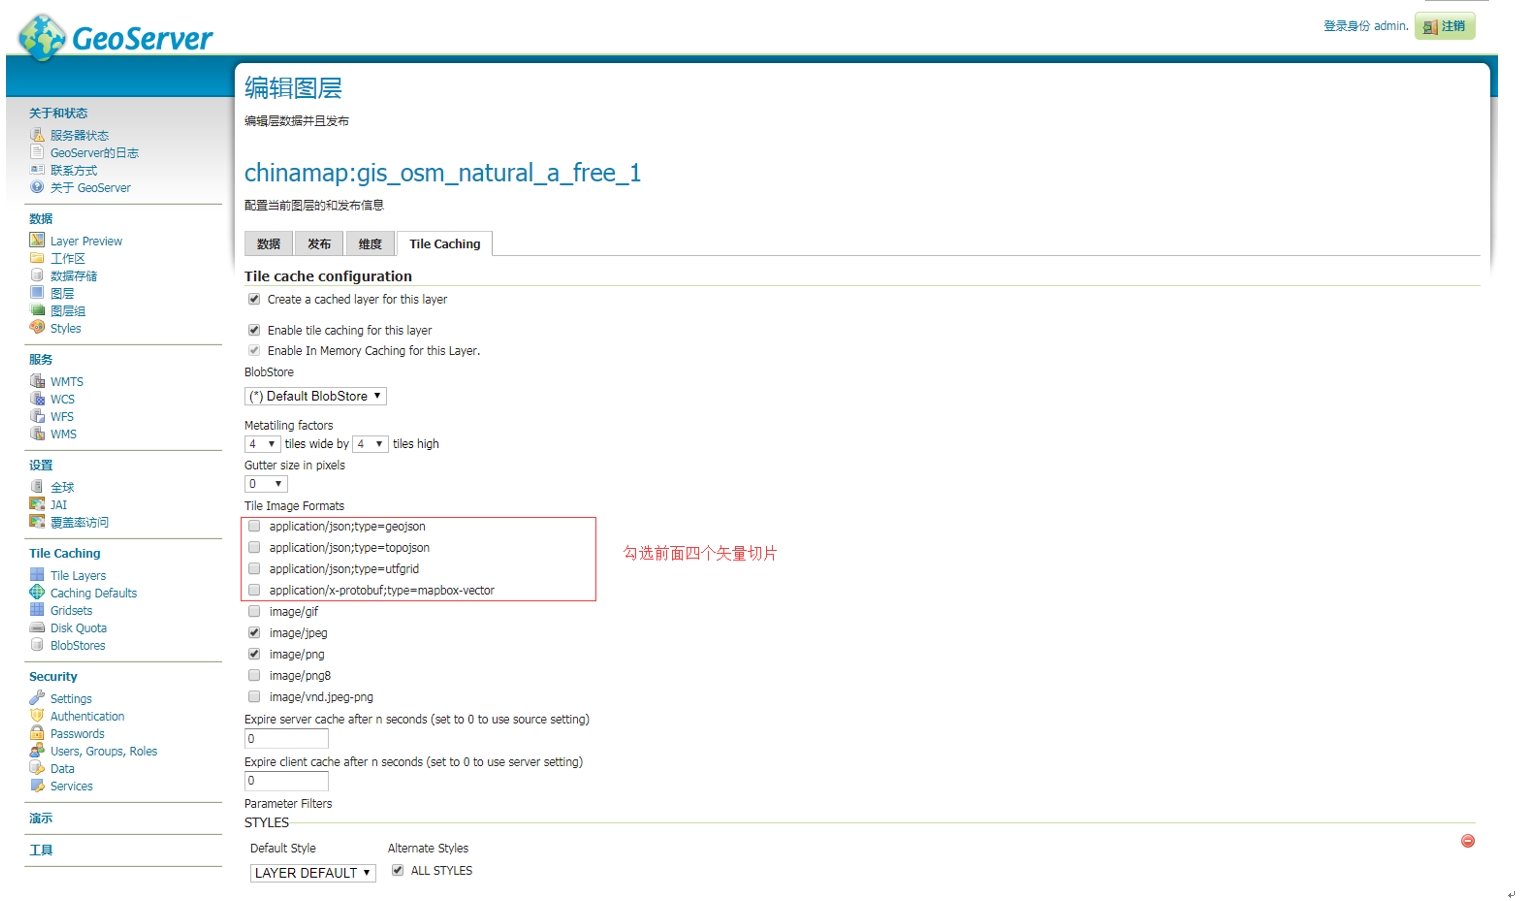 GeoServer
登录身份 admin.
注销
关于和状态
服务器状态
GeoServer的日志
联系方式
关于 GeoServer
数据
Layer Preview
工作区
数据存储
图层
图层组
Styles
服务
WMTS
WCS
WFS
WMS
设置
全球
JAI
覆盖率访问
Tile Caching
Tile Layers
Caching Defaults
Gridsets
Disk Quota
BlobStores
Security
Settings
Authentication
Passwords
Users, Groups, Roles
Data
Services
演示
工具
编辑图层
编辑层数据并且发布
chinamap:gis_osm_natural_a_free_1
配置当前图层的和发布信息
数据 发布 维度 Tile Caching
Tile cache configuration
Create a cached layer for this layer
Enable tile caching for this layer
Enable In Memory Caching for this Layer.
BlobStore
(*) Default BlobStore
Metatiling factors
4 tiles wide by 4 tiles high
Gutter size in pixels
0
Tile Image Formats
application/json;type=geojson
application/json;type=topojson
application/json;type=utfgrid
application/x-protobuf;type=mapbox-vector
勾选前面四个矢量切片
image/gif
image/jpeg
image/png
image/png8
image/vnd.jpeg-png
Expire server cache after n seconds (set to 0 to use source setting)
0
Expire client cache after n seconds (set to 0 to use server setting)
0
Parameter Filters
STYLES
Default Style Alternate Styles
LAYER DEFAULT ALL STYLES